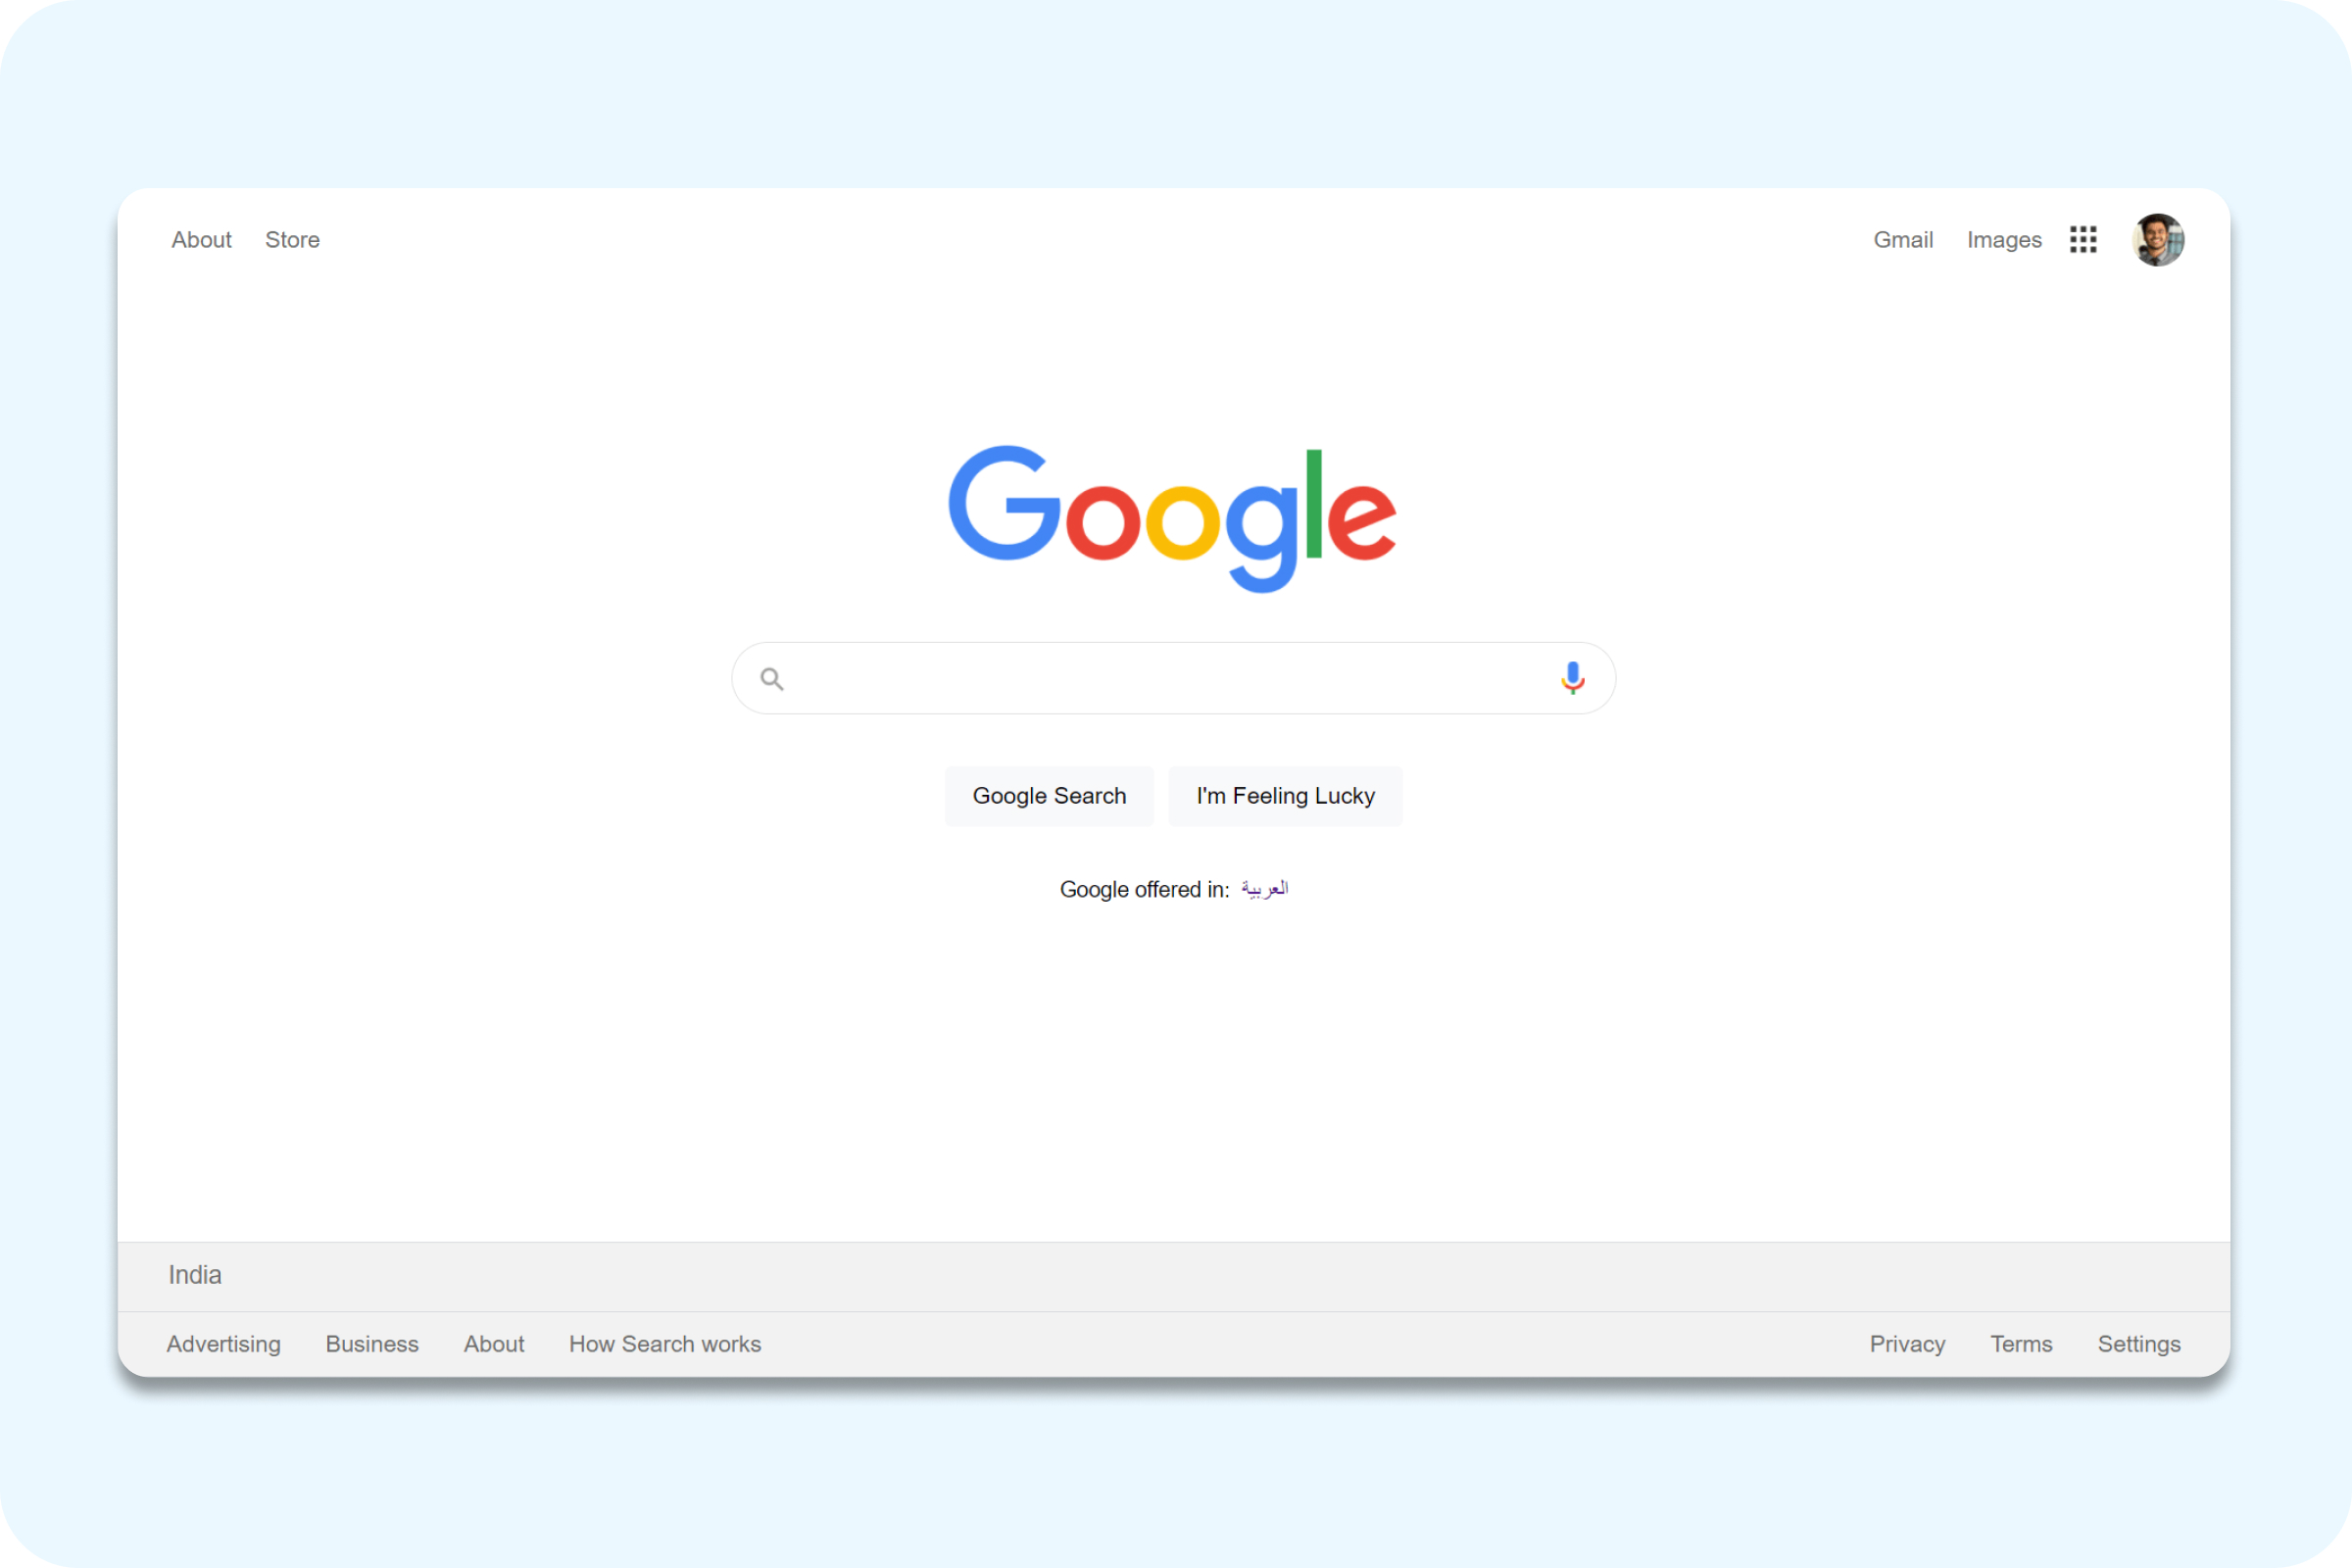 About Store Gmail Images
Google
Google Search I'm Feeling Lucky
Google offered in: العربية
India
Advertising Business About How Search works Privacy Terms Settings